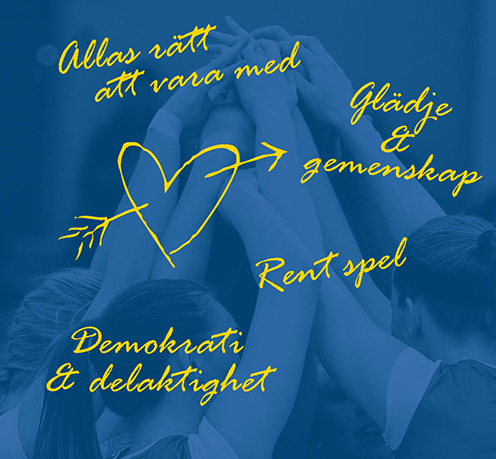 Allas rätt
att vara med
Glädje
&
gemenskap
Rent spel
Demokrati
& delaktighet